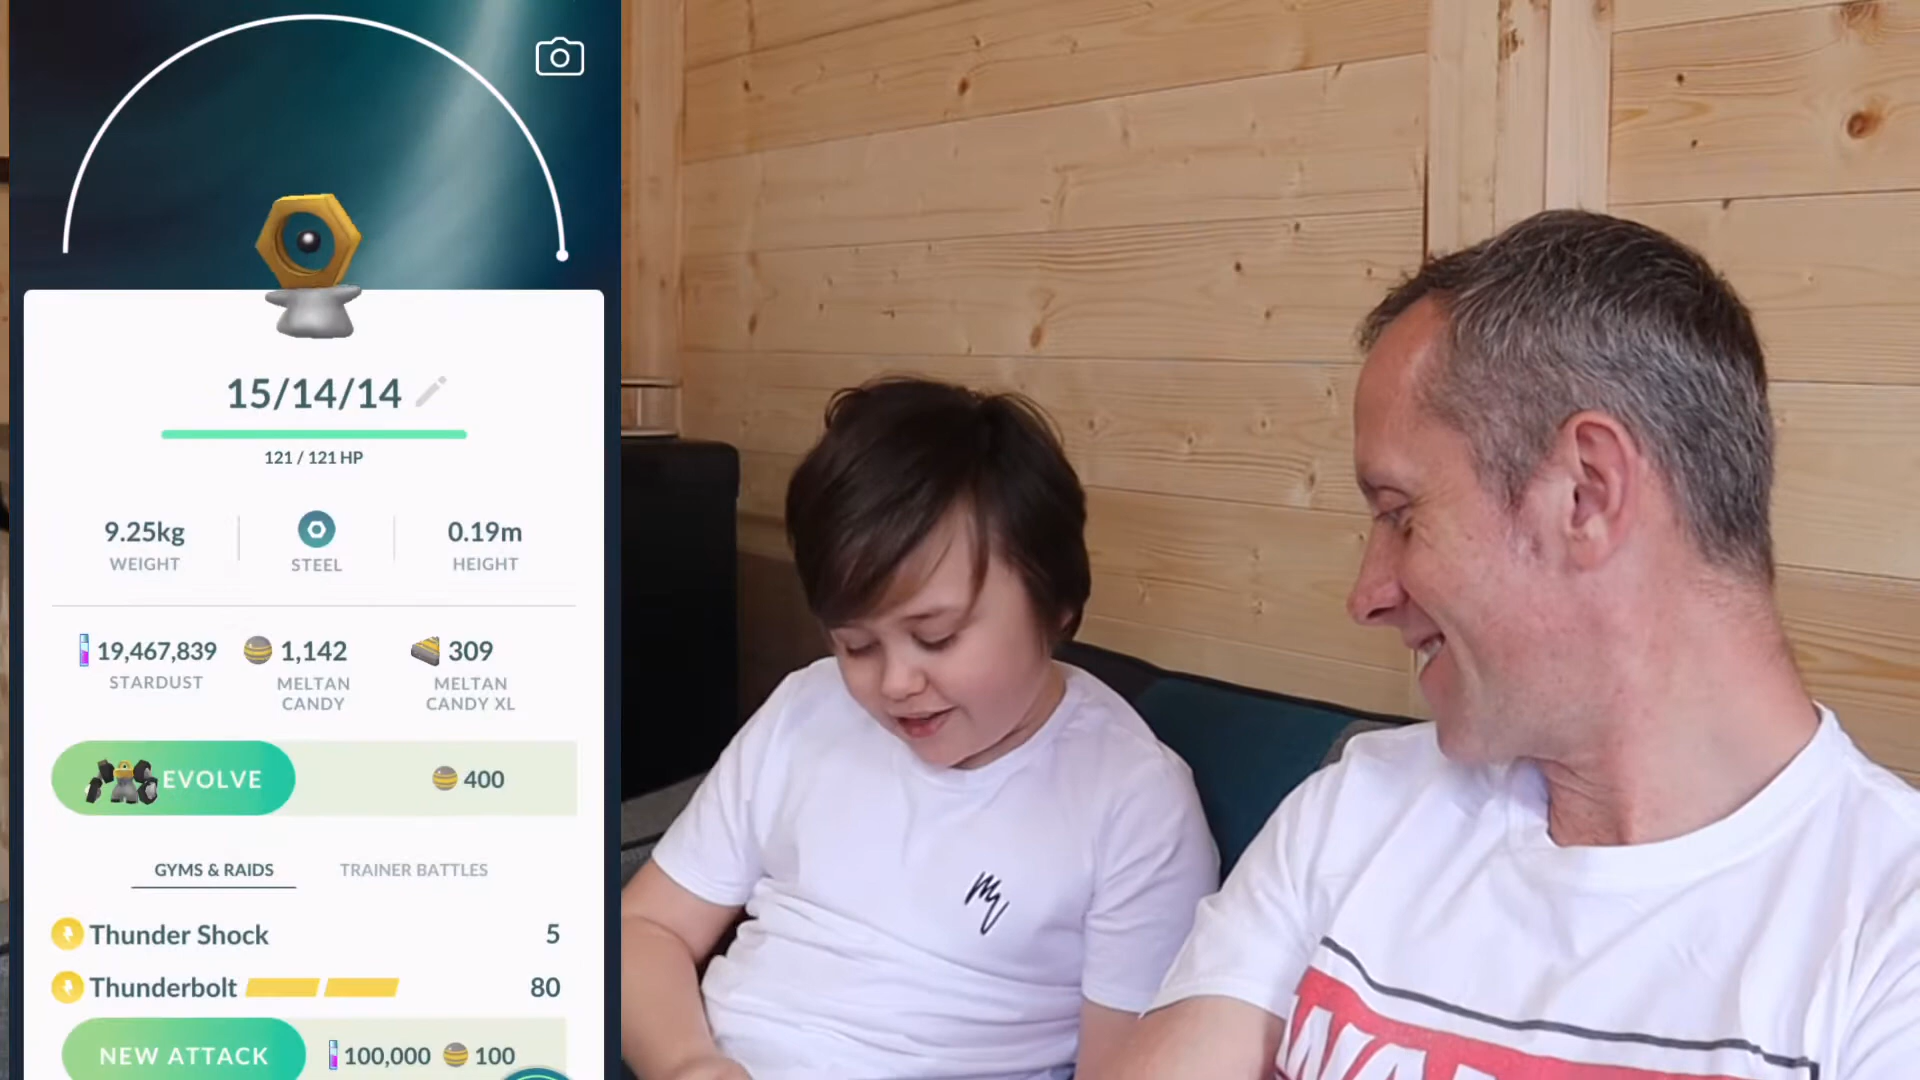 15/14/14
121 / 121 HP
9.25kg
WEIGHT
STEEL
0.19m
HEIGHT
19,467,839
STARDUST
1,142
MELTAN
CANDY
309
MELTAN
CANDY XL
EVOLVE
400
GYMS & RAIDS
TRAINER BATTLES
Thunder Shock 5
Thunderbolt 80
NEW ATTACK
100,000
100